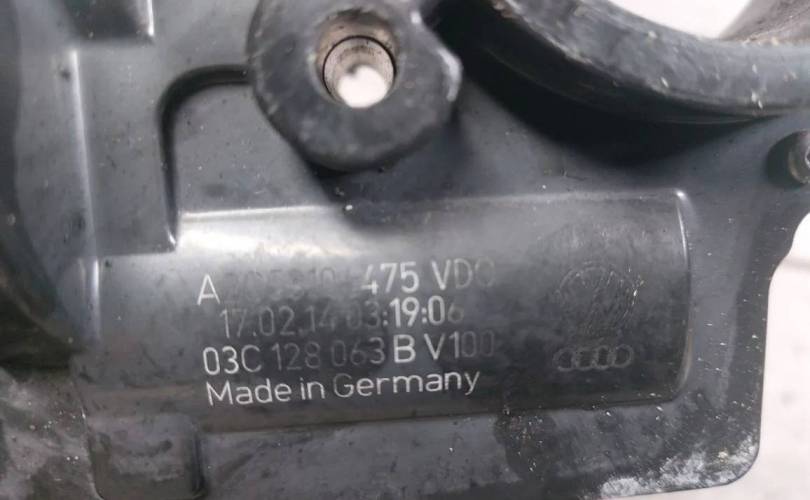 A 475 VDO
17.02.14 03:19:06
03C 128 063 B V100
Made in Germany